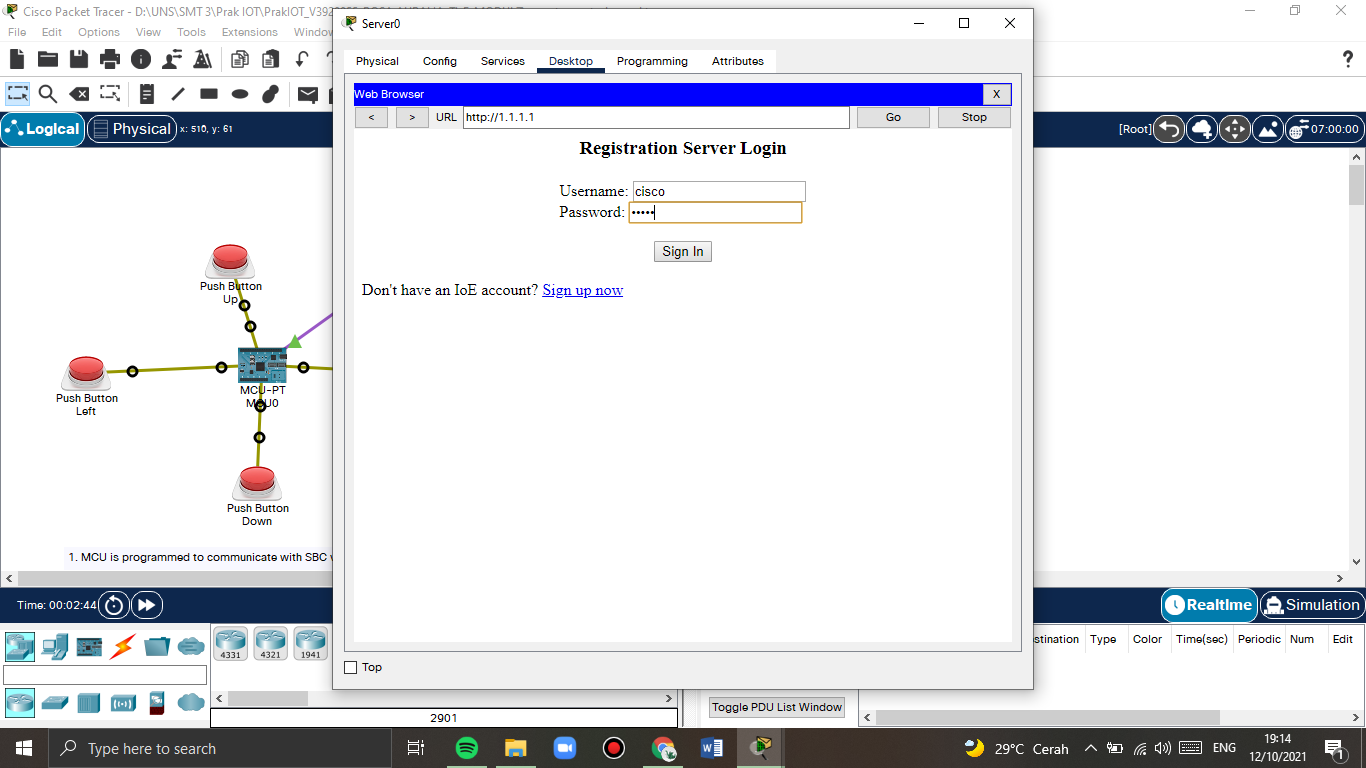 Cisco Packet Tracer - D:\UNS\SMT 3\Prak IOT\PrakIOT_V39
Server0
File Edit Options View Tools Extensions Window
Physical Config Services Desktop Programming Attributes
Web Browser X
< > URL http://1.1.1.1 Go Stop
Logical Physical x: 510, y: 61
[Root] 07:00:00
Registration Server Login
Username: cisco
Password: •••••
Sign In
Don't have an IoE account? Sign up now
Push Button
Up
MCU-PT
MCU0
Push Button
Left
Push Button
Down
1. MCU is programmed to communicate with SBC
Time: 00:02:44
Realtime Simulation
4331 4321 1941
stination Type Color Time(sec) Periodic Num Edit
Top
Toggle PDU List Window
2901
Type here to search
29°C Cerah
ENG
19:14
12/10/2021
1